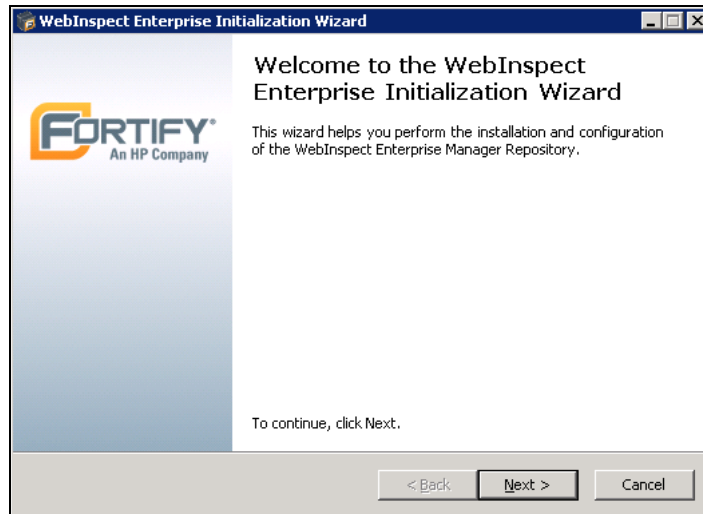 WebInspect Enterprise Initialization Wizard
Welcome to the WebInspect
Enterprise Initialization Wizard
FORTIFY®
An HP Company
This wizard helps you perform the installation and configuration
of the WebInspect Enterprise Manager Repository.
To continue, click Next.
< Back
Next >
Cancel